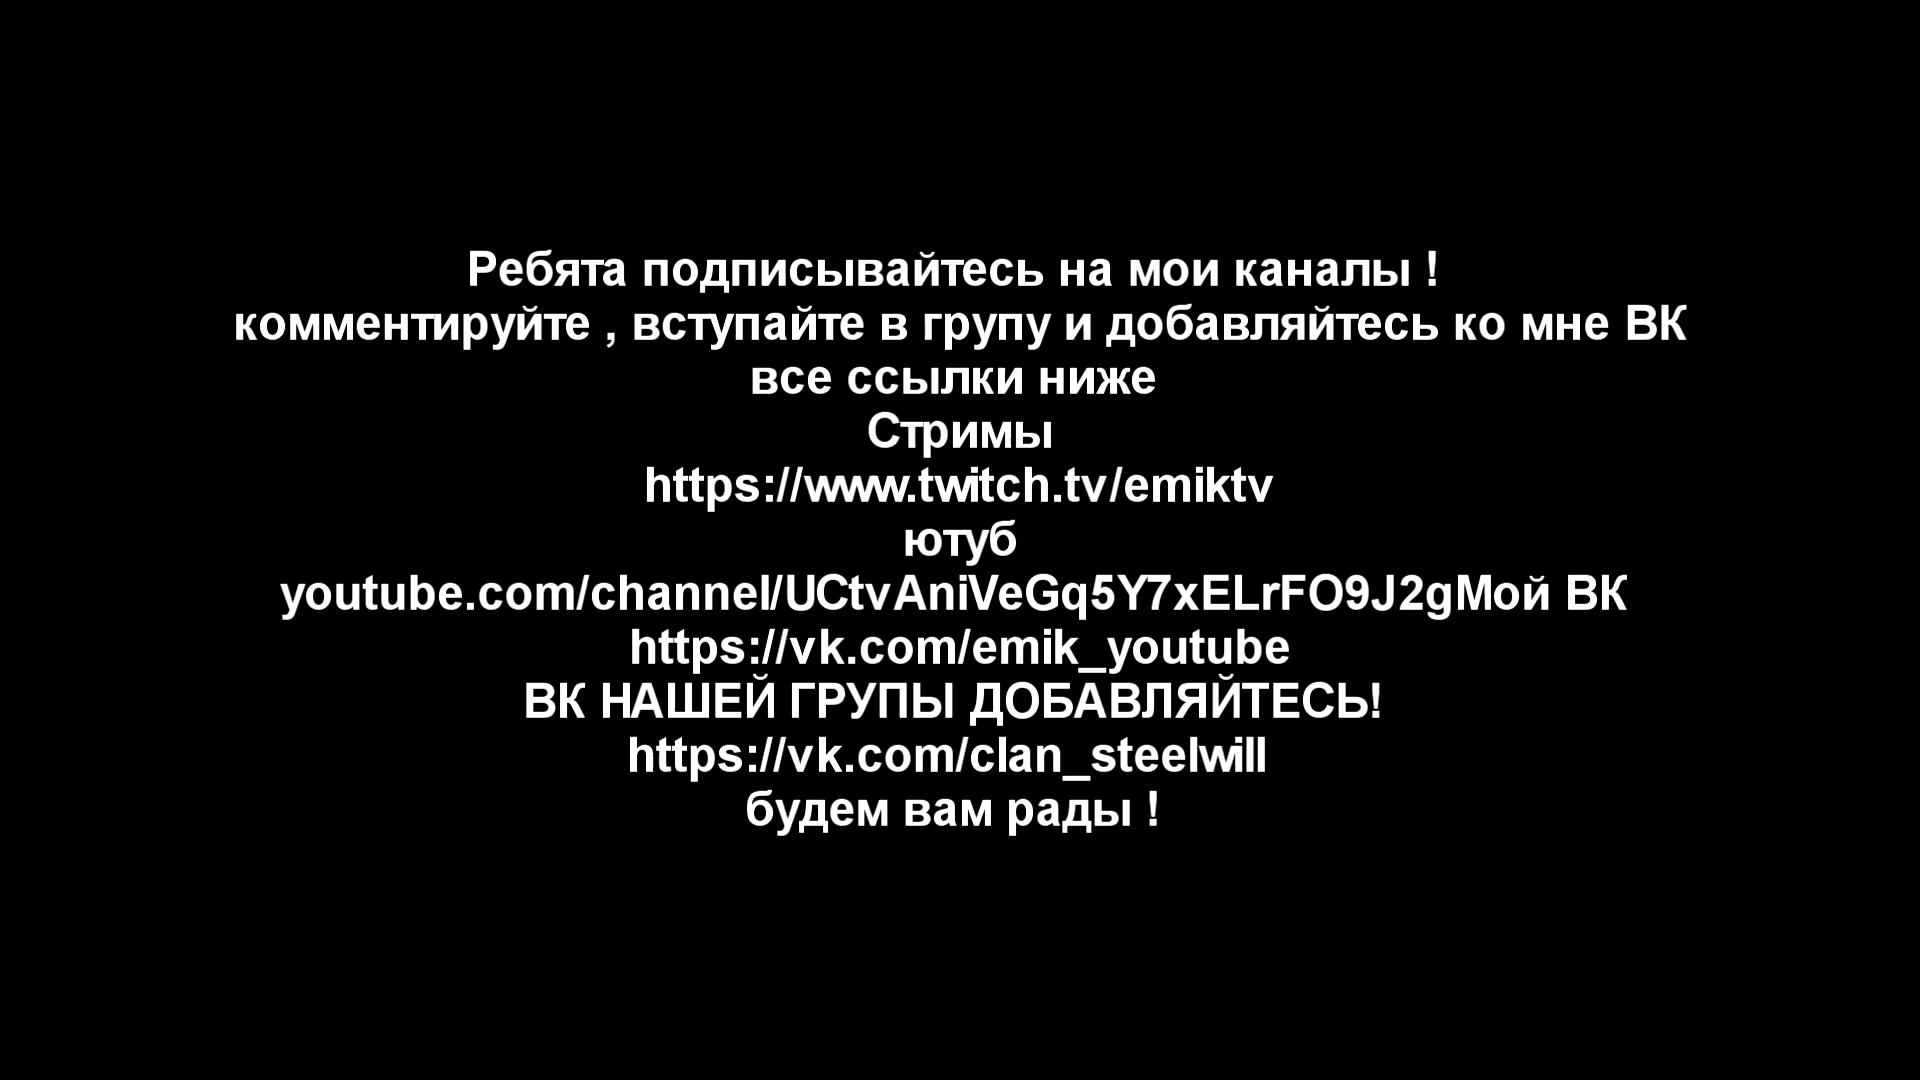 Ребята подписывайтесь на мои каналы !
комментируйте , вступайте в групу и добавляйтесь ко мне ВК
все ссылки ниже
Стримы
https://www.twitch.tv/emiktv
ютуб
youtube.com/channel/UCtvAniVeGq5Y7xELrFO9J2gМой ВК
https://vk.com/emik_youtube
ВК НАШЕЙ ГРУПЫ ДОБАВЛЯЙТЕСЬ!
https://vk.com/clan_steelwill
будем вам рады !